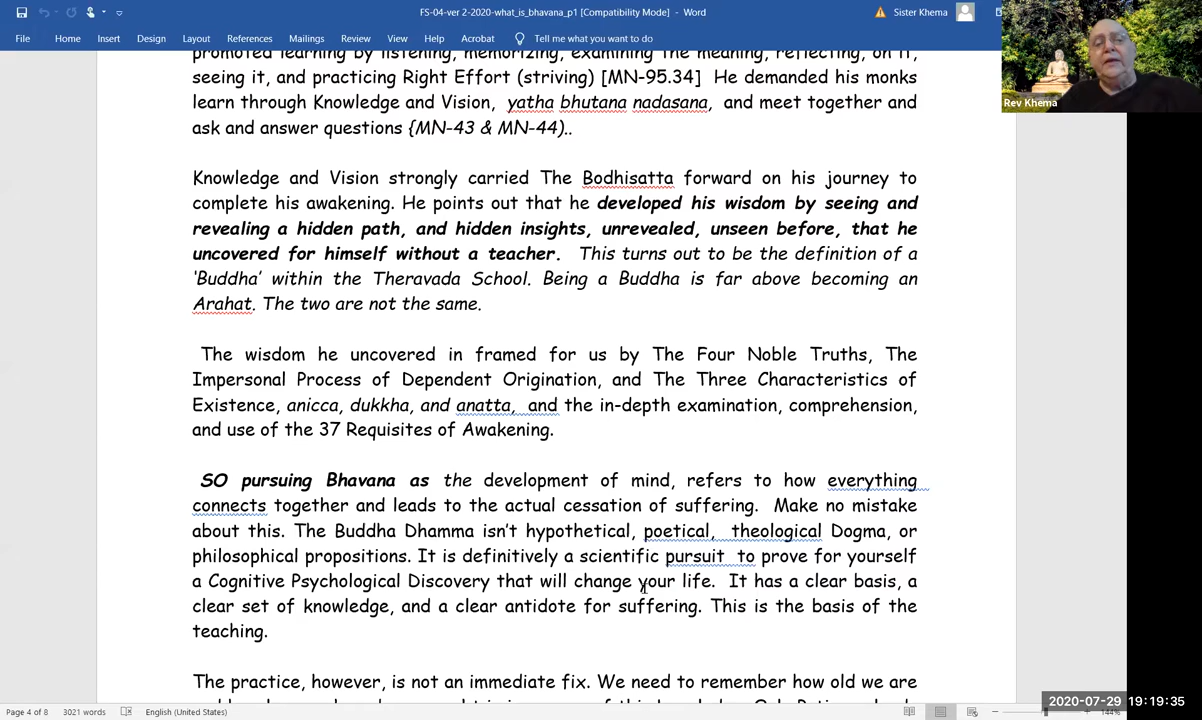 FS-04-ver 2-2020-what_is_bhavana_p1 [Compatibility Mode] - Word
Sister Khema
File Home Insert Design Layout References Mailings Review View Help Acrobat Tell me what you want to do
Rev Khema
promoted learning by listening, memorizing, examining the meaning, reflecting, on it,
seeing it, and practicing Right Effort (striving) [MN-95.34] He demanded his monks
learn through Knowledge and Vision, yatha bhutana nadasana, and meet together and
ask and answer questions {MN-43 & MN-44)..
Knowledge and Vision strongly carried The Bodhisatta forward on his journey to
complete his awakening. He points out that he developed his wisdom by seeing and
revealing a hidden path, and hidden insights, unrevealed, unseen before, that he
uncovered for himself without a teacher. This turns out to be the definition of a
'Buddha' within the Theravada School. Being a Buddha is far above becoming an
Arahat. The two are not the same.
The wisdom he uncovered in framed for us by The Four Noble Truths, The
Impersonal Process of Dependent Origination, and The Three Characteristics of
Existence, anicca, dukkha, and anatta, and the in-depth examination, comprehension,
and use of the 37 Requisites of Awakening.
SO pursuing Bhavana as the development of mind, refers to how everything
connects together and leads to the actual cessation of suffering. Make no mistake
about this. The Buddha Dhamma isn't hypothetical, poetical, theological Dogma, or
philosophical propositions. It is definitively a scientific pursuit to prove for yourself
a Cognitive Psychological Discovery that will change your life. It has a clear basis, a
clear set of knowledge, and a clear antidote for suffering. This is the basis of the
teaching.
The practice, however, is not an immediate fix. We need to remember how old we are
Page 4 of 8 3021 words English (United States) 144%
2020-07-29 19:19:35